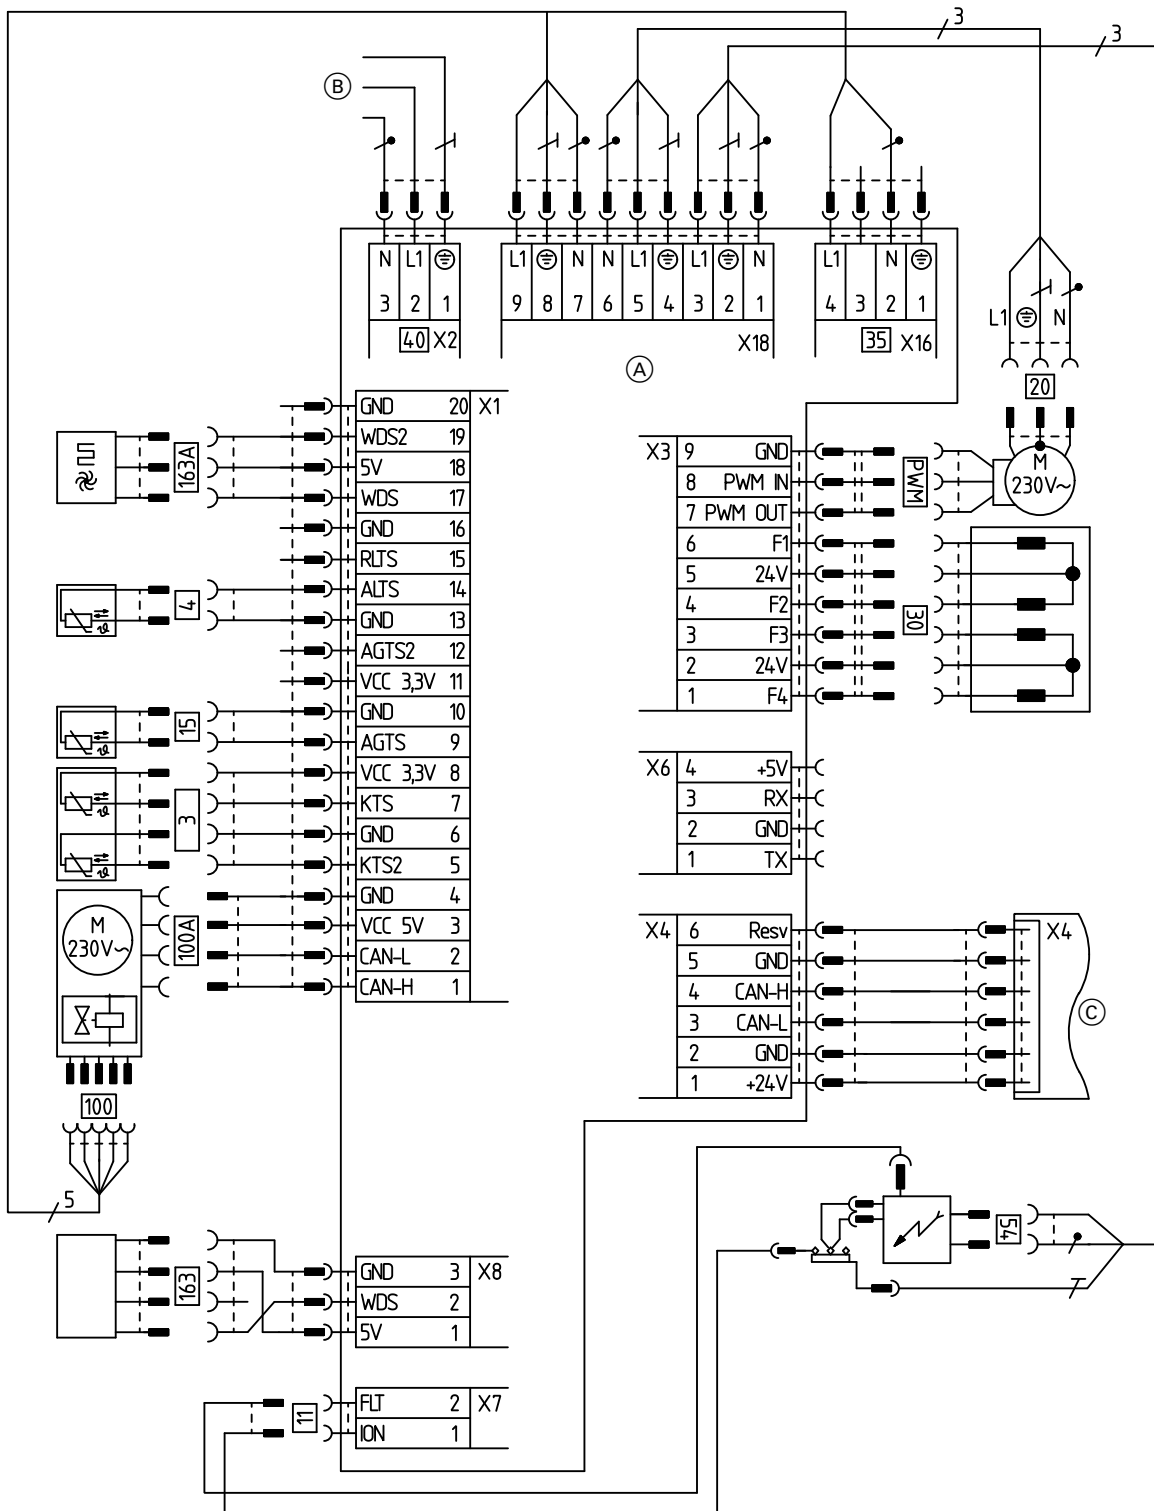 3
3
B
N L1
3 2 1
40 X2
L1 N N L1 L1 N
9 8 7 6 5 4 3 2 1
X18
L1 N
4 3 2 1
35 X16
L1 N
20
A
GND 20 X1
WDS2 19
5V 18
WDS 17
GND 16
RLTS 15
ALTS 14
GND 13
AGTS2 12
VCC 3,3V 11
GND 10
AGTS 9
VCC 3,3V 8
KTS 7
GND 6
KTS2 5
GND 4
VCC 5V 3
CAN-L 2
CAN-H 1
163A
4
ϑ
15
ϑ
3
ϑ
ϑ
100A
M
230V~
100
5
X3 9 GND
8 PWM IN
7 PWM OUT
6 F1
5 24V
4 F2
3 F3
2 24V
1 F4
PWM
M
230V~
30
X6 4 +5V
3 RX
2 GND
1 TX
X4 6 Resv
5 GND
4 CAN-H
3 CAN-L
2 GND
1 +24V
X4
C
54
163
GND 3 X8
WDS 2
5V 1
11
FLT 2 X7
ION 1